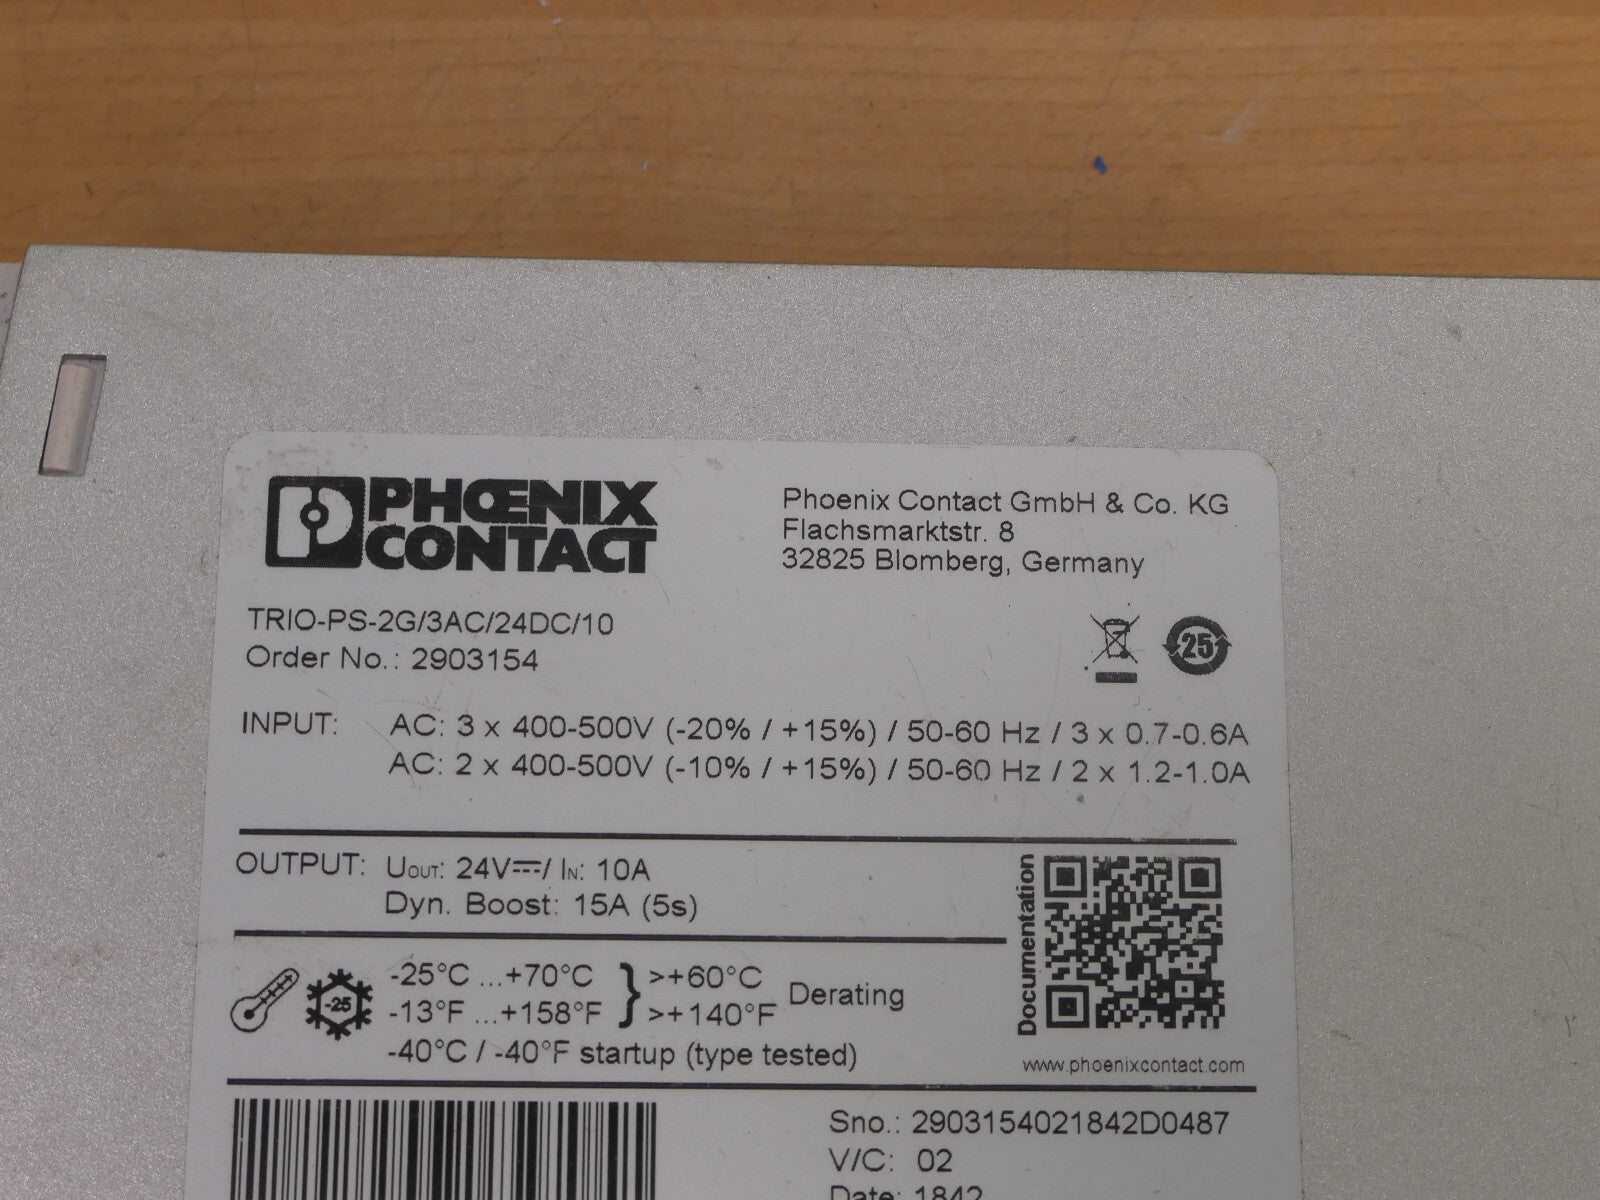 PHŒNIX
CONTACT
Phoenix Contact GmbH & Co. KG
Flachsmarktstr. 8
32825 Blomberg, Germany
TRIO-PS-2G/3AC/24DC/10
Order No.: 2903154
25
INPUT: AC: 3 x 400-500V (-20% / +15%) / 50-60 Hz / 3 x 0.7-0.6A
AC: 2 x 400-500V (-10% / +15%) / 50-60 Hz / 2 x 1.2-1.0A
OUTPUT: UOUT: 24V⎓/ IN: 10A
Dyn. Boost: 15A (5s)
Documentation
-25
-25°C ...+70°C } >+60°C Derating
-13°F ...+158°F } >+140°F
-40°C / -40°F startup (type tested)
www.phoenixcontact.com
Sno.: 2903154021842D0487
V/C: 02
Date: 1842